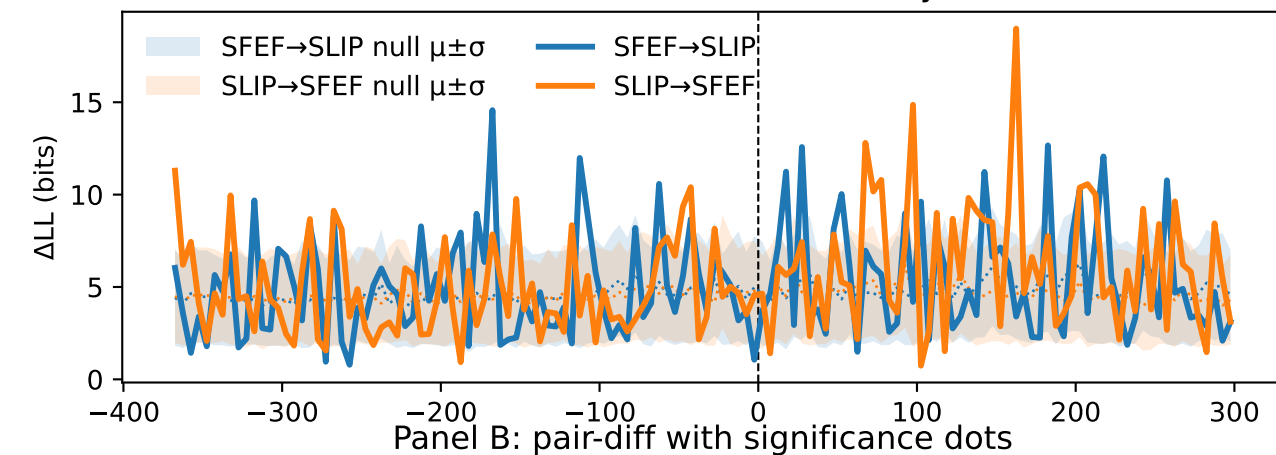 SFEF→SLIP null μ±σ
SFEF→SLIP
SLIP→SFEF null μ±σ
SLIP→SFEF
ΔLL (bits)
15
10
5
0
−400 −300 −200 −100 0 100 200 300
Panel B: pair-diff with significance dots